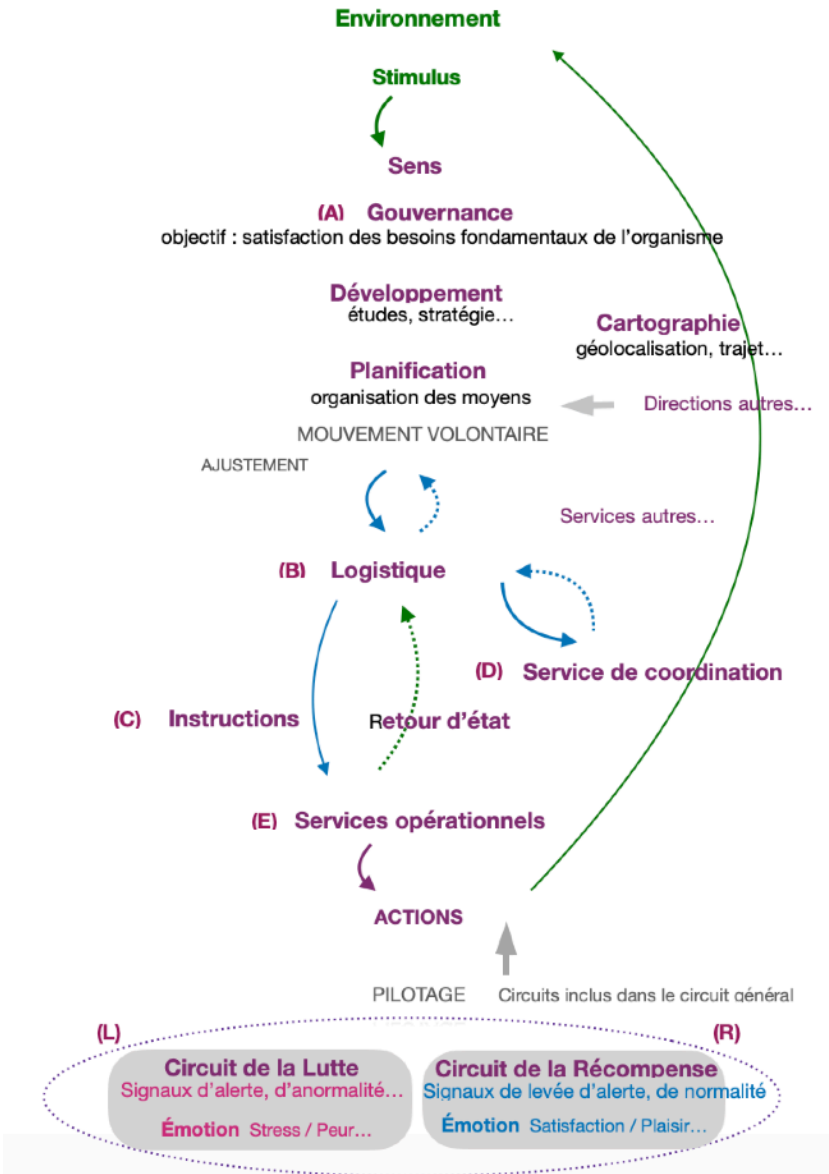 Environnement
Stimulus
Sens
(A) Gouvernance
objectif : satisfaction des besoins fondamentaux de l'organisme
Développement
études, stratégie…
Cartographie
géolocalisation, trajet…
Planification
organisation des moyens
Directions autres…
MOUVEMENT VOLONTAIRE
AJUSTEMENT
Services autres…
(B) Logistique
(D) Service de coordination
(C) Instructions
Retour d'état
(E) Services opérationnels
ACTIONS
PILOTAGE Circuits inclus dans le circuit général
(L)
(R)
Circuit de la Lutte
Signaux d'alerte, d'anormalité…
Émotion Stress / Peur…
Circuit de la Récompense
Signaux de levée d'alerte, de normalité
Émotion Satisfaction / Plaisir…